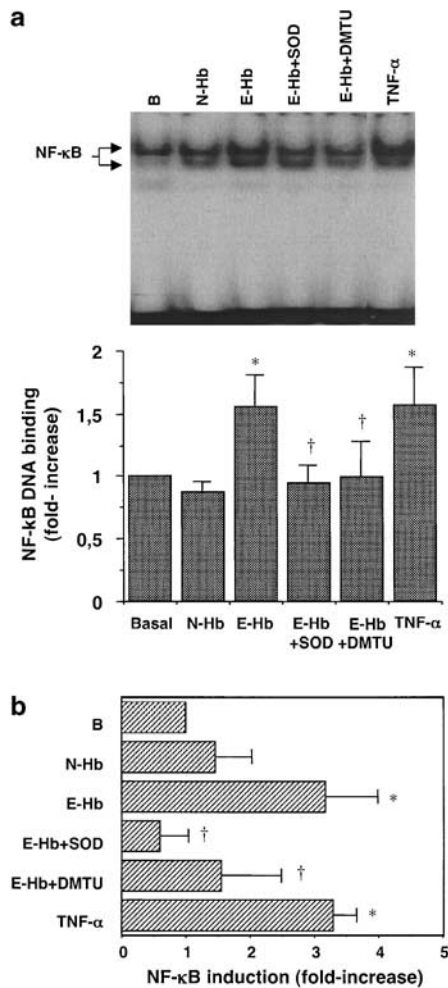 a
B
N-Hb
E-Hb
E-Hb+SOD
E-Hb+DMTU
TNF-α
NF-κB
2
1,5
1
0,5
0
NF-kB DNA binding
(fold- increase)
*
†
†
*
Basal N-Hb E-Hb E-Hb E-Hb TNF-α
+SOD +DMTU
b
B
N-Hb
E-Hb *
E-Hb+SOD †
E-Hb+DMTU †
TNF-α *
0 1 2 3 4 5
NF-κB induction (fold-increase)